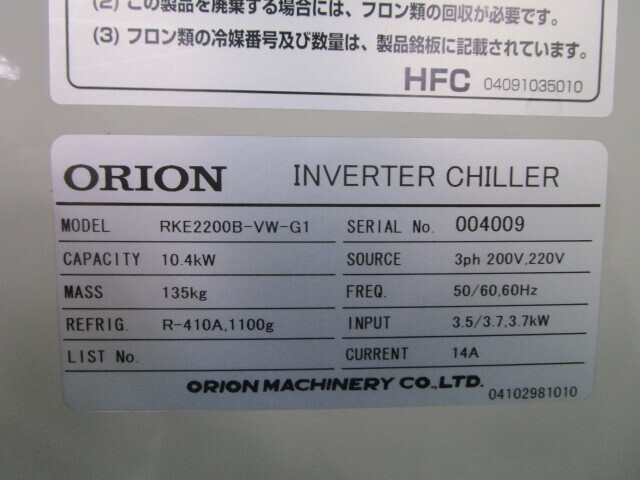 (2) この製品を廃棄する場合には、フロン類の回収が必要です。
(3) フロン類の冷媒番号及び数量は、製品銘板に記載されています。
HFC 04091035010
ORION INVERTER CHILLER
MODEL RKE2200B-VW-G1 SERIAL No. 004009
CAPACITY 10.4kW SOURCE 3ph 200V,220V
MASS 135kg FREQ. 50/60,60Hz
REFRIG. R-410A,1100g INPUT 3.5/3.7,3.7kW
LIST No. CURRENT 14A
ORION MACHINERY CO.,LTD. 04102981010